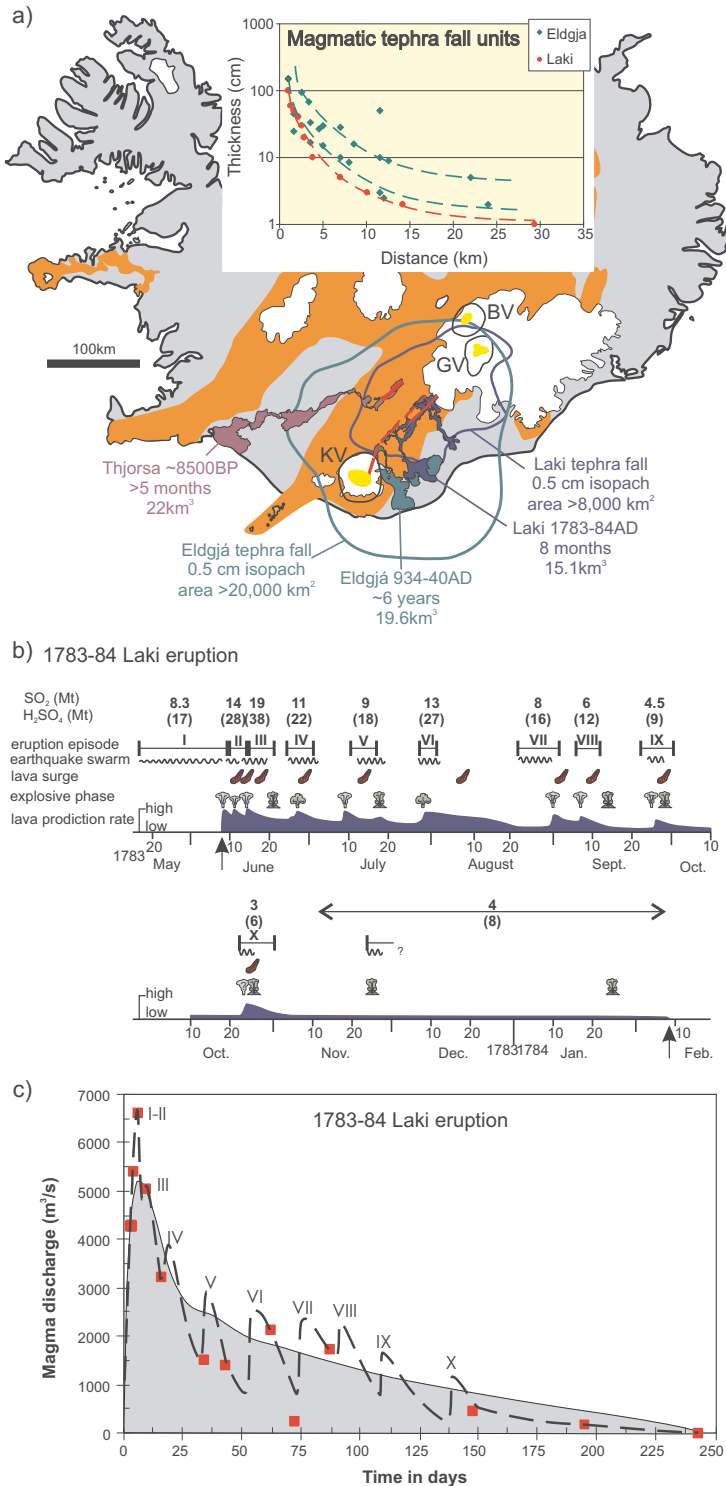 a)
Magmatic tephra fall units
Eldgja
Laki
Thickness (cm)
1000
100
10
1
0 5 10 15 20 25 30 35
Distance (km)
100km
BV
GV
KV
Thjorsa ~8500BP
>5 months
22km³
Laki tephra fall
0.5 cm isopach
area >8,000 km²
Laki 1783-84AD
8 months
15.1km³
Eldgjá tephra fall
0.5 cm isopach
area >20,000 km²
Eldgjá 934-40AD
~6 years
19.6km³
b) 1783-84 Laki eruption
SO₂ (Mt) 8.3 14 19 11 9 13 8 6 4.5
H₂SO₄ (Mt) (17) (28) (38) (22) (18) (27) (16) (12) (9)
eruption episode I II III IV V VI VII VIII IX
earthquake swarm
lava surge
explosive phase
lava prodiction rate high
low
1783 20 10 20 10 20 10 20 10 20 10
May June July August Sept. Oct.
3 4
(6) (8)
X
?
high
low
10 20 10 20 10 20 10 20 10
Oct. Nov. Dec. 1783 1784 Jan. Feb.
c)
1783-84 Laki eruption
Magma discharge (m³/s)
7000
6000
5000
4000
3000
2000
1000
0
I-II
III
IV
V
VI
VII
VIII
IX
X
0 25 50 75 100 125 150 175 200 225 250
Time in days